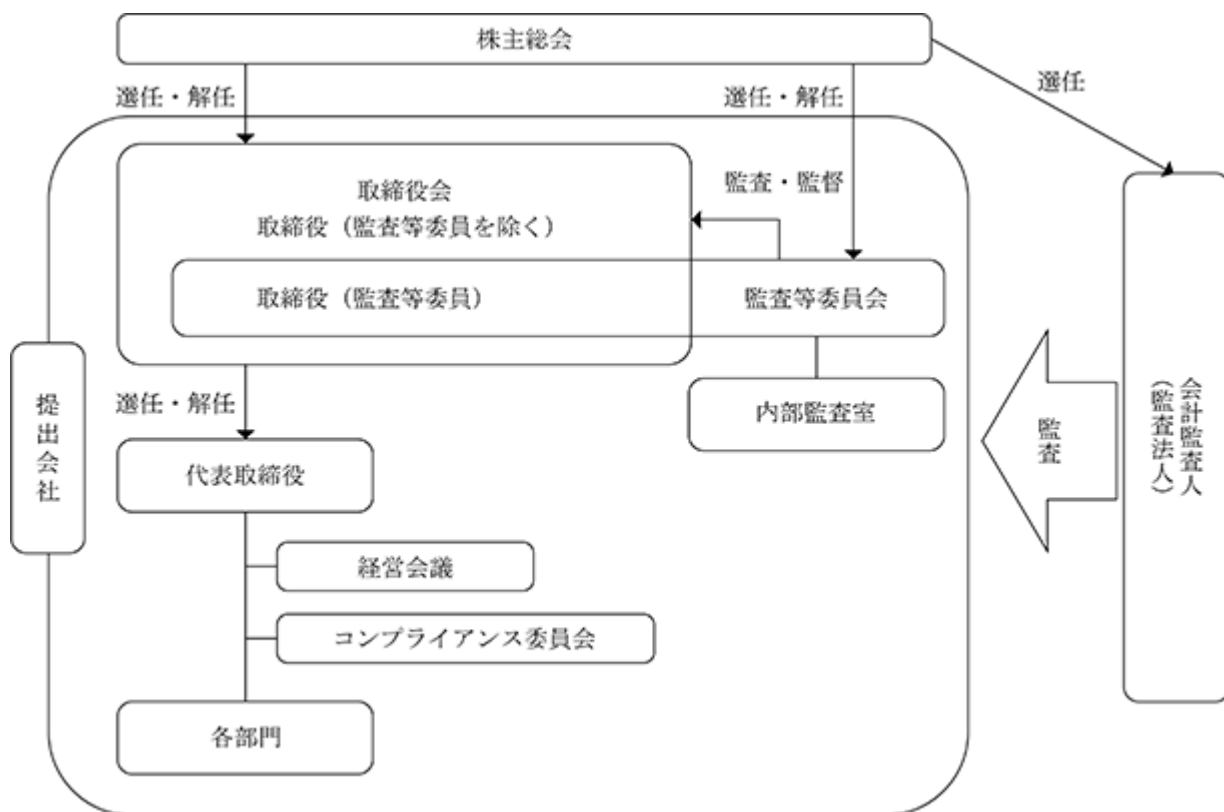 株主総会
選任・解任
選任・解任
選任
取締役会
取締役（監査等委員を除く）
監査・監督
取締役（監査等委員）
監査等委員会
提出会社
選任・解任
内部監査室
代表取締役
監査
会計監査人
（監査法人）
経営会議
コンプライアンス委員会
各部門